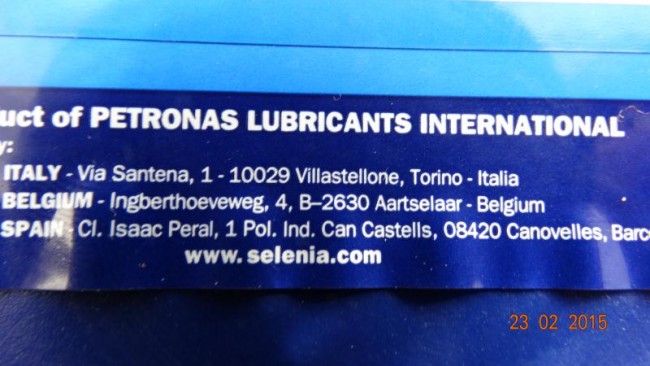 uct of PETRONAS LUBRICANTS INTERNATIONAL
y:
ITALY - Via Santena, 1 - 10029 Villastellone, Torino - Italia
BELGIUM - Ingberthoeveweg, 4, B–2630 Aartselaar - Belgium
SPAIN - Cl. Isaac Peral, 1 Pol. Ind. Can Castells, 08420 Canovelles, Barc
www.selenia.com
23 02 2015